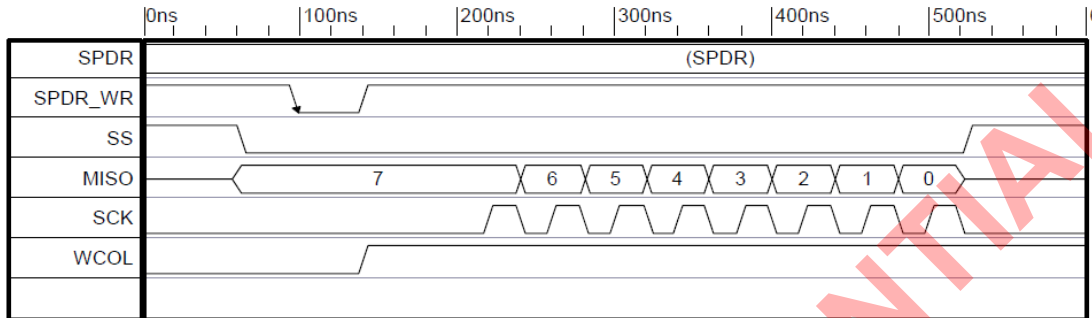 0ns 100ns 200ns 300ns 400ns 500ns
SPDR (SPDR)
SPDR_WR
SS
MISO 7 6 5 4 3 2 1 0
SCK
WCOL
NTIAL